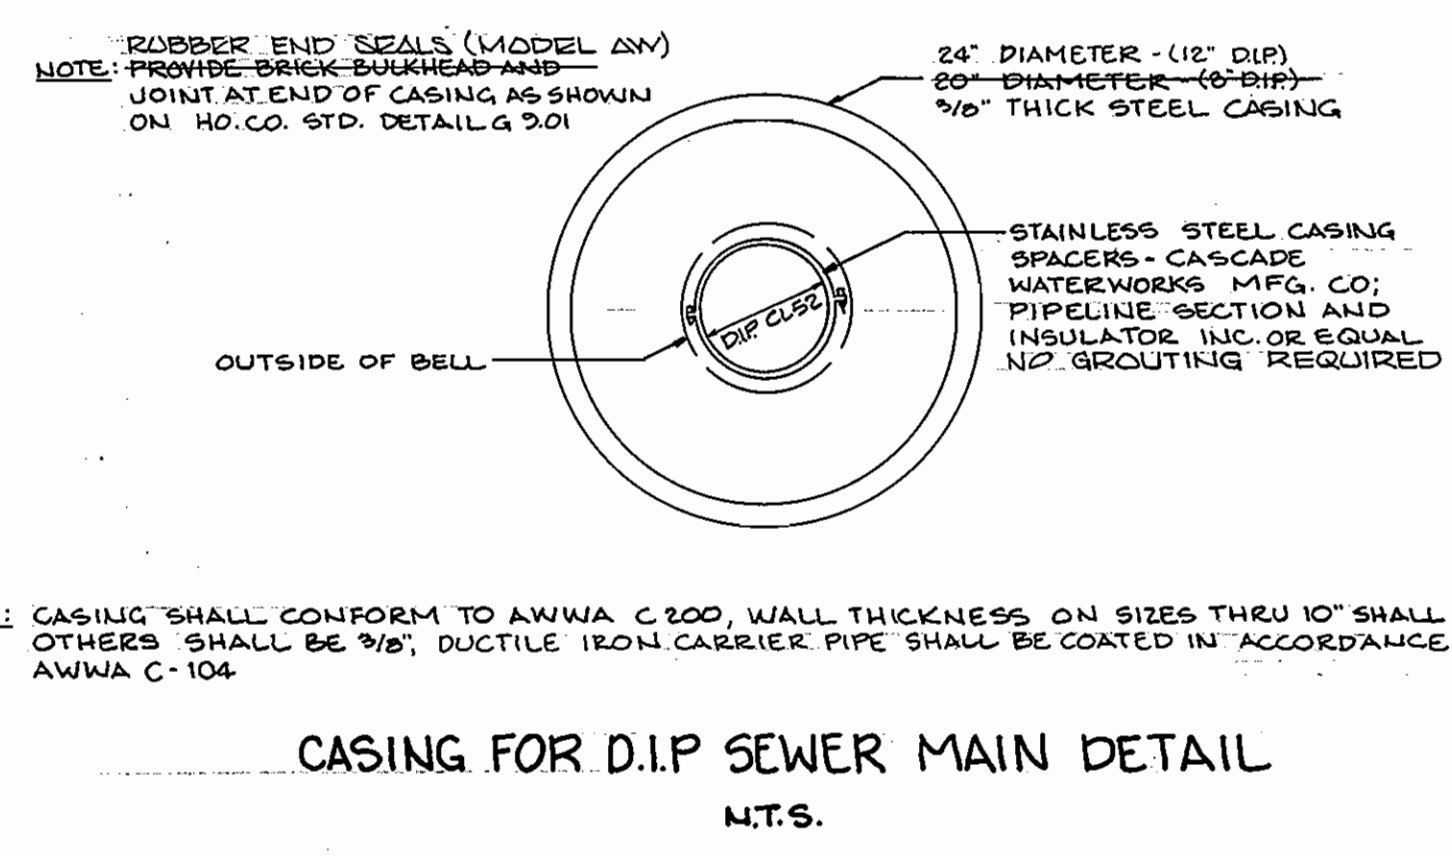 RUBBER END SEALS (MODEL AW)
NOTE: PROVIDE BRICK BULKHEAD AND
JOINT AT END OF CASING AS SHOWN
ON HO.CO. STD. DETAIL G 9.01
24" DIAMETER - (12" D.I.P.)
20" DIAMETER - (8" D.I.P.)
3/8" THICK STEEL CASING
STAINLESS STEEL CASING
SPACERS - CASCADE
WATERWORKS MFG. CO;
PIPELINE SECTION AND
INSULATOR INC. OR EQUAL
NO GROUTING REQUIRED
D.I.P. CL52
OUTSIDE OF BELL
: CASING SHALL CONFORM TO AWWA C 200, WALL THICKNESS ON SIZES THRU 10" SHALL
OTHERS SHALL BE 3/8", DUCTILE IRON CARRIER PIPE SHALL BE COATED IN ACCORDANCE
AWWA C-104
CASING FOR D.I.P SEWER MAIN DETAIL
N.T.S.